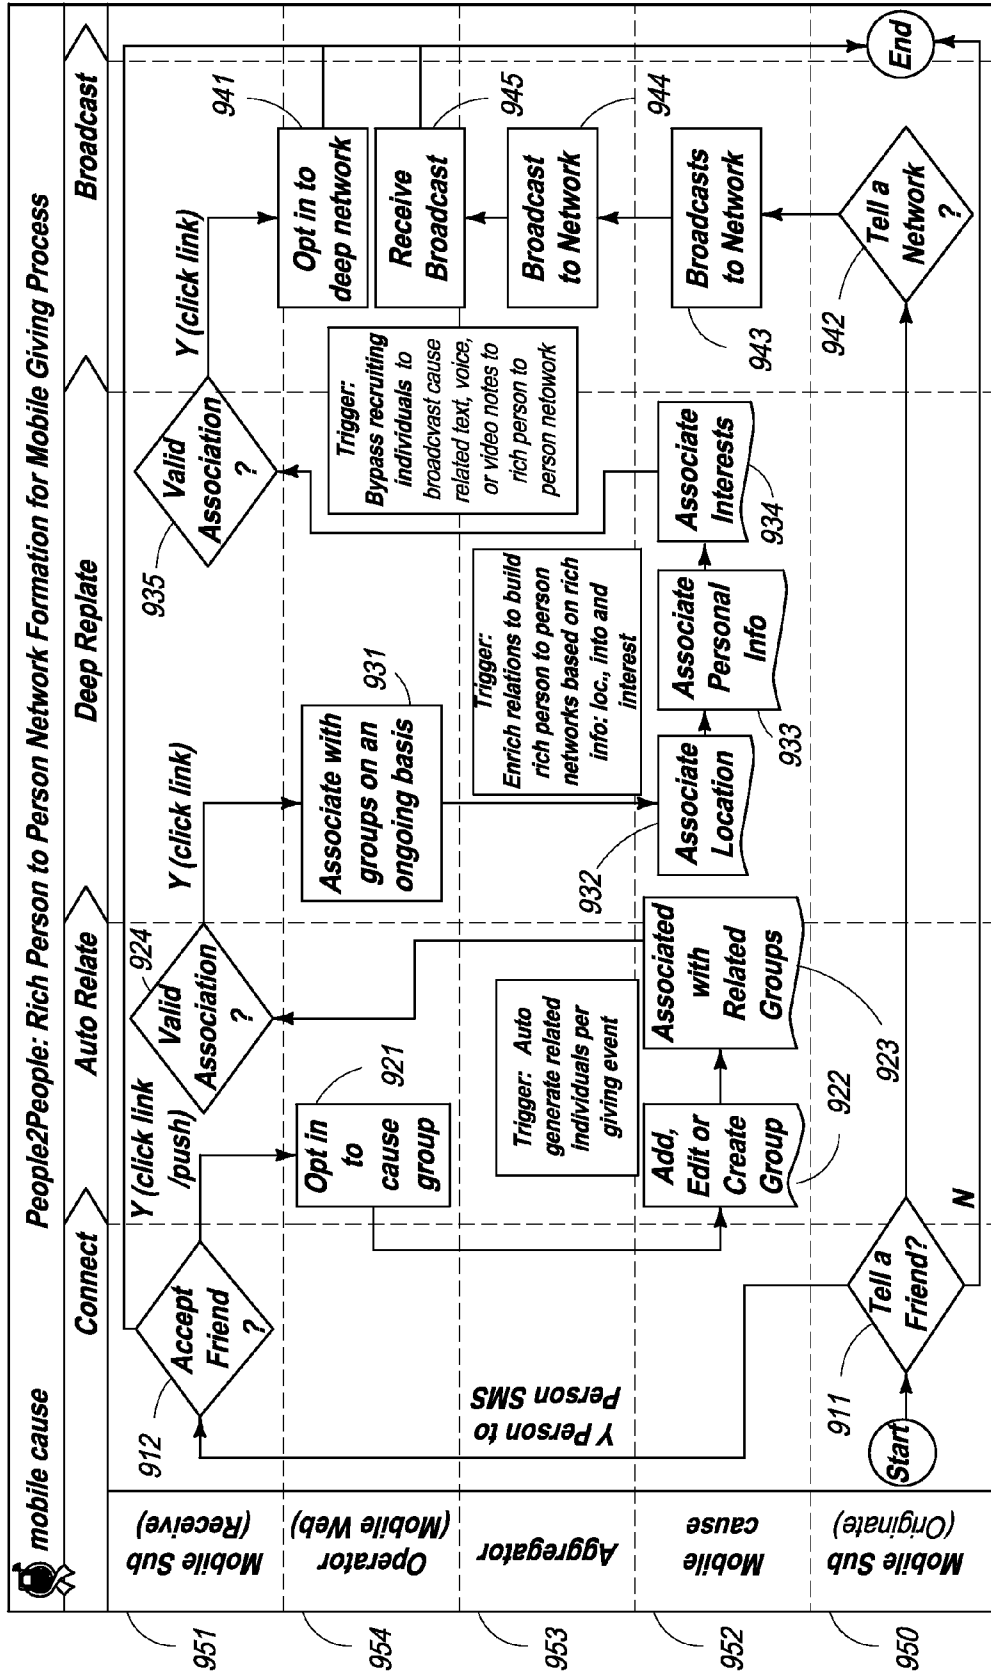 mobile cause
People2People: Rich Person to Person Network Formation for Mobile Giving Process
Connect
Auto Relate
Deep Replate
Broadcast
951
Mobile Sub
(Receive)
912
Accept
Friend
?
Y (click link
/push)
924
Valid
Association
?
Y (click link)
935
Valid
Association
?
Y (click link)
954
Operator
(Mobile Web)
Opt in
to
cause
group
921
Associate with
groups on an
ongoing basis
931
Opt in to
deep network
941
Receive
Broadcast
945
953
Aggregator
Y Person to
Person SMS
Trigger: Auto
generate related
individuals per
giving event
Trigger:
Enrich relations to build
rich person to person
networks based on rich
info: loc., into and
interest
Trigger:
Bypass recruiting
individuals to
broadcvast cause
related text, voice,
or video notes to
rich person to
person netowork
Broadcast
to Network
944
952
Mobile
cause
Add,
Edit or
Create
Group
922
Associated
with
Related
Groups
923
932
Associate
Location
Associate
Personal
Info
933
Associate
Interests
934
Broadcasts
to Network
943
950
Mobile Sub
(Originate)
Start
911
Tell a
Friend?
N
942
Tell a
Network
?
End